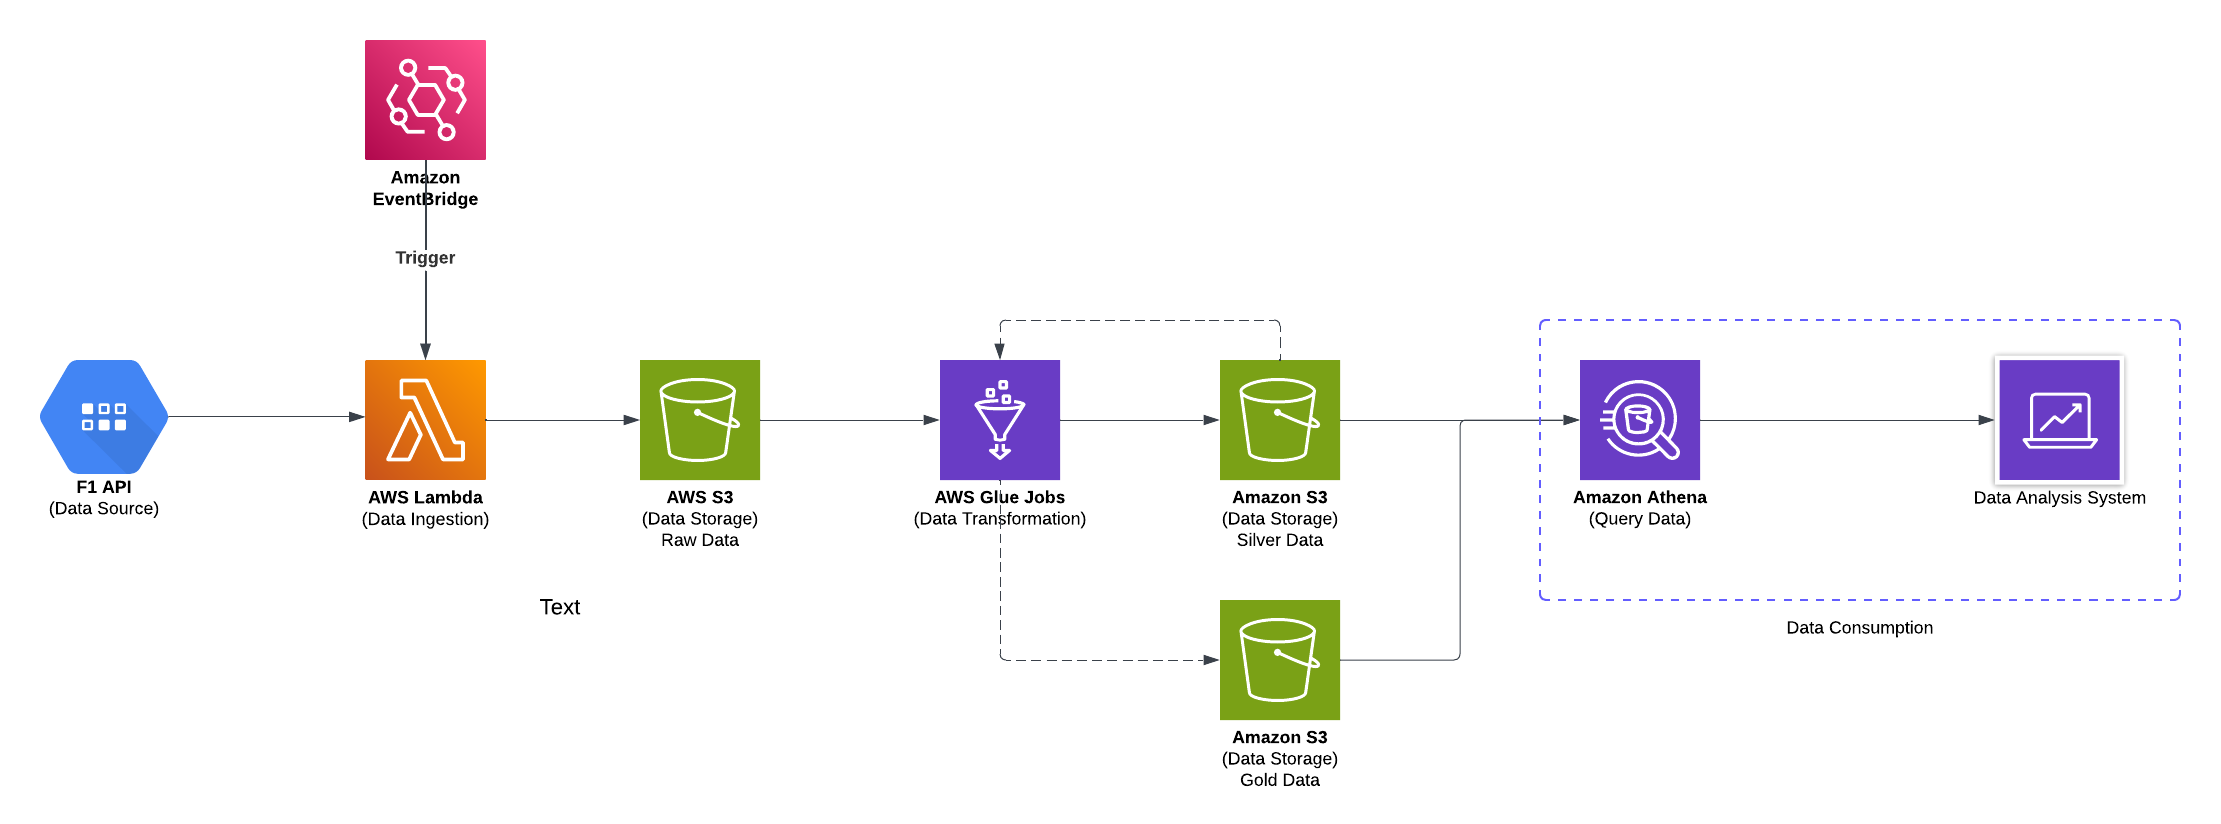 Amazon
EventBridge
Trigger
F1 API
(Data Source)
AWS Lambda
(Data Ingestion)
AWS S3
(Data Storage)
Raw Data
AWS Glue Jobs
(Data Transformation)
Amazon S3
(Data Storage)
Silver Data
Amazon Athena
(Query Data)
Data Analysis System
Text
Data Consumption
Amazon S3
(Data Storage)
Gold Data